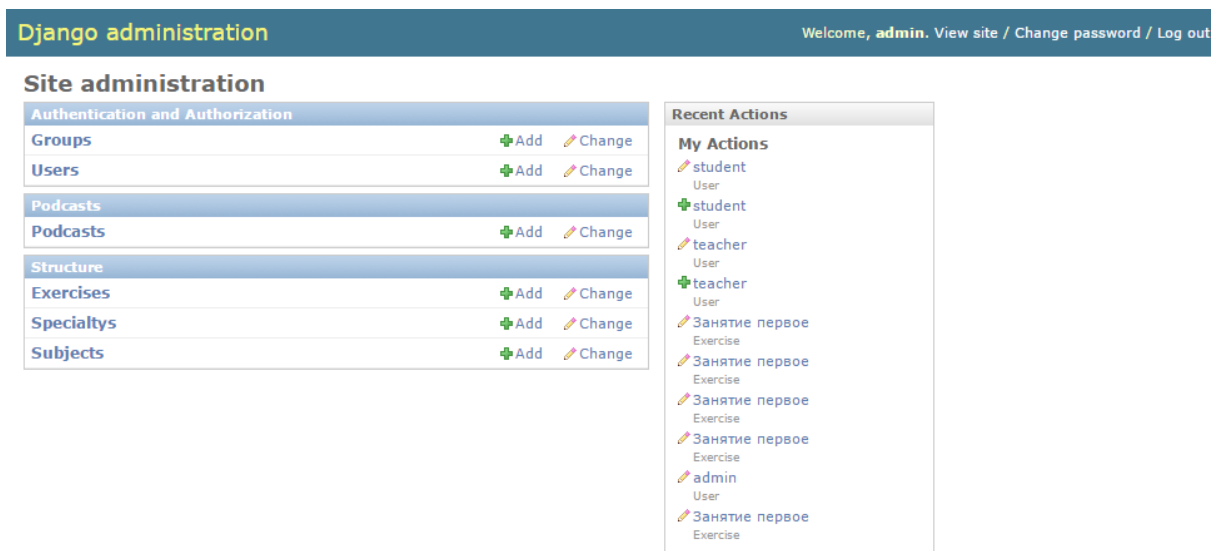 Django administration
Welcome, admin. View site / Change password / Log out
Site administration
Authentication and Authorization
Groups Add Change
Users Add Change
Podcasts
Podcasts Add Change
Structure
Exercises Add Change
Specialtys Add Change
Subjects Add Change
Recent Actions
My Actions
student
User
student
User
teacher
User
teacher
User
Занятие первое
Exercise
Занятие первое
Exercise
Занятие первое
Exercise
Занятие первое
Exercise
admin
User
Занятие первое
Exercise